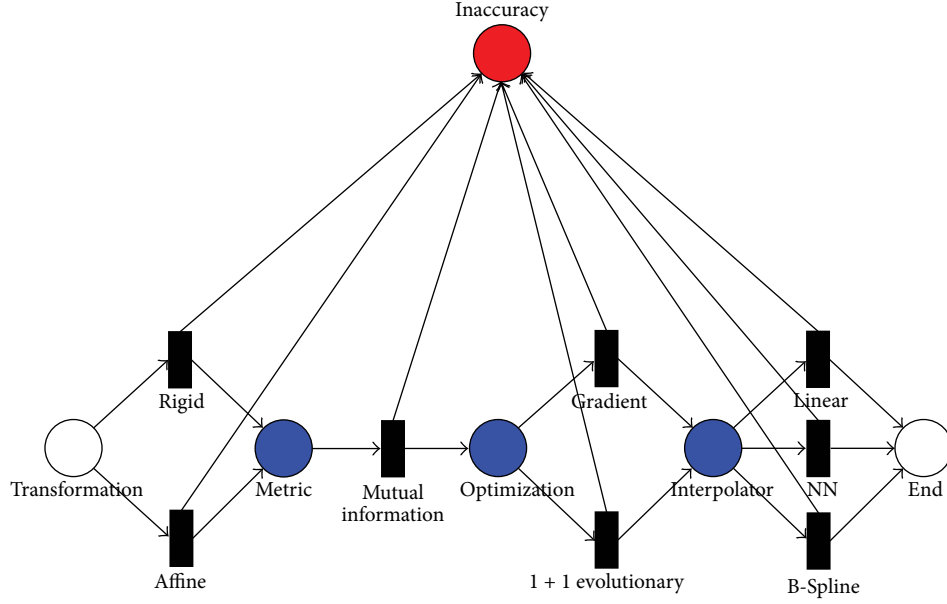 Inaccuracy
Rigid
Gradient
Linear
Transformation
Metric
Mutual
information
Optimization
Interpolator
NN
End
Affine
1 + 1 evolutionary
B-Spline